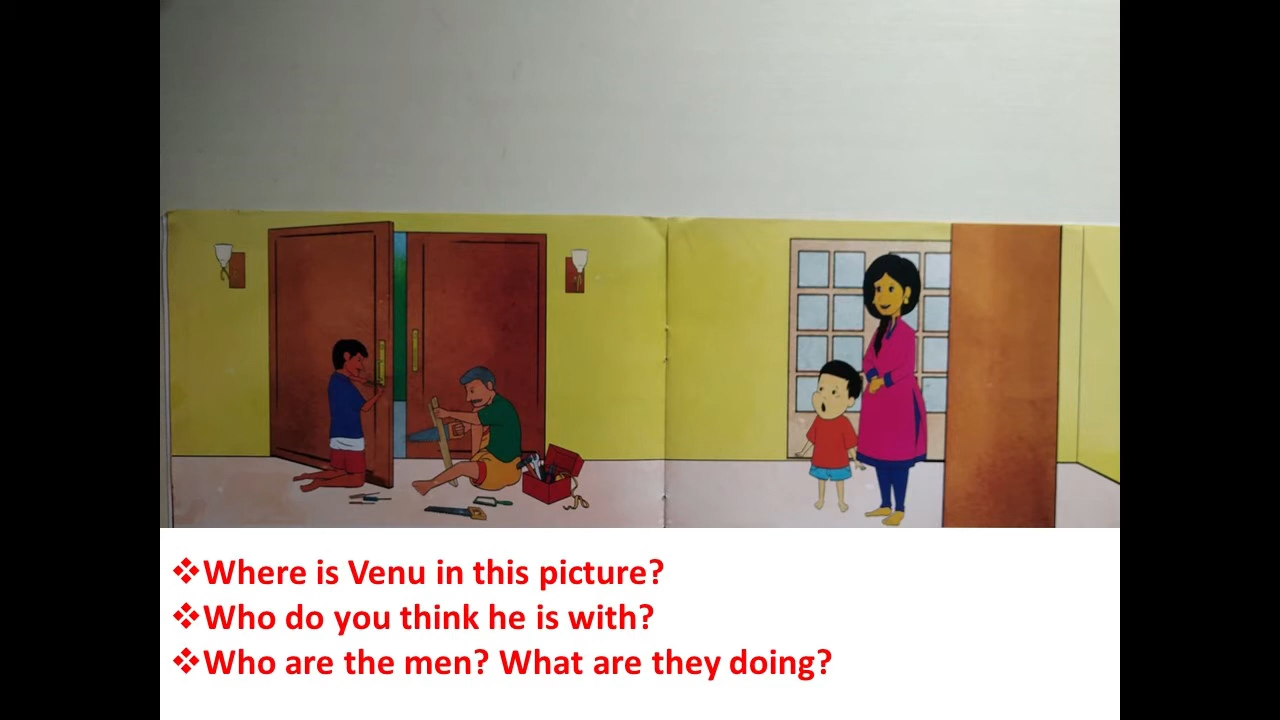 ❖Where is Venu in this picture?
❖Who do you think he is with?
❖Who are the men? What are they doing?